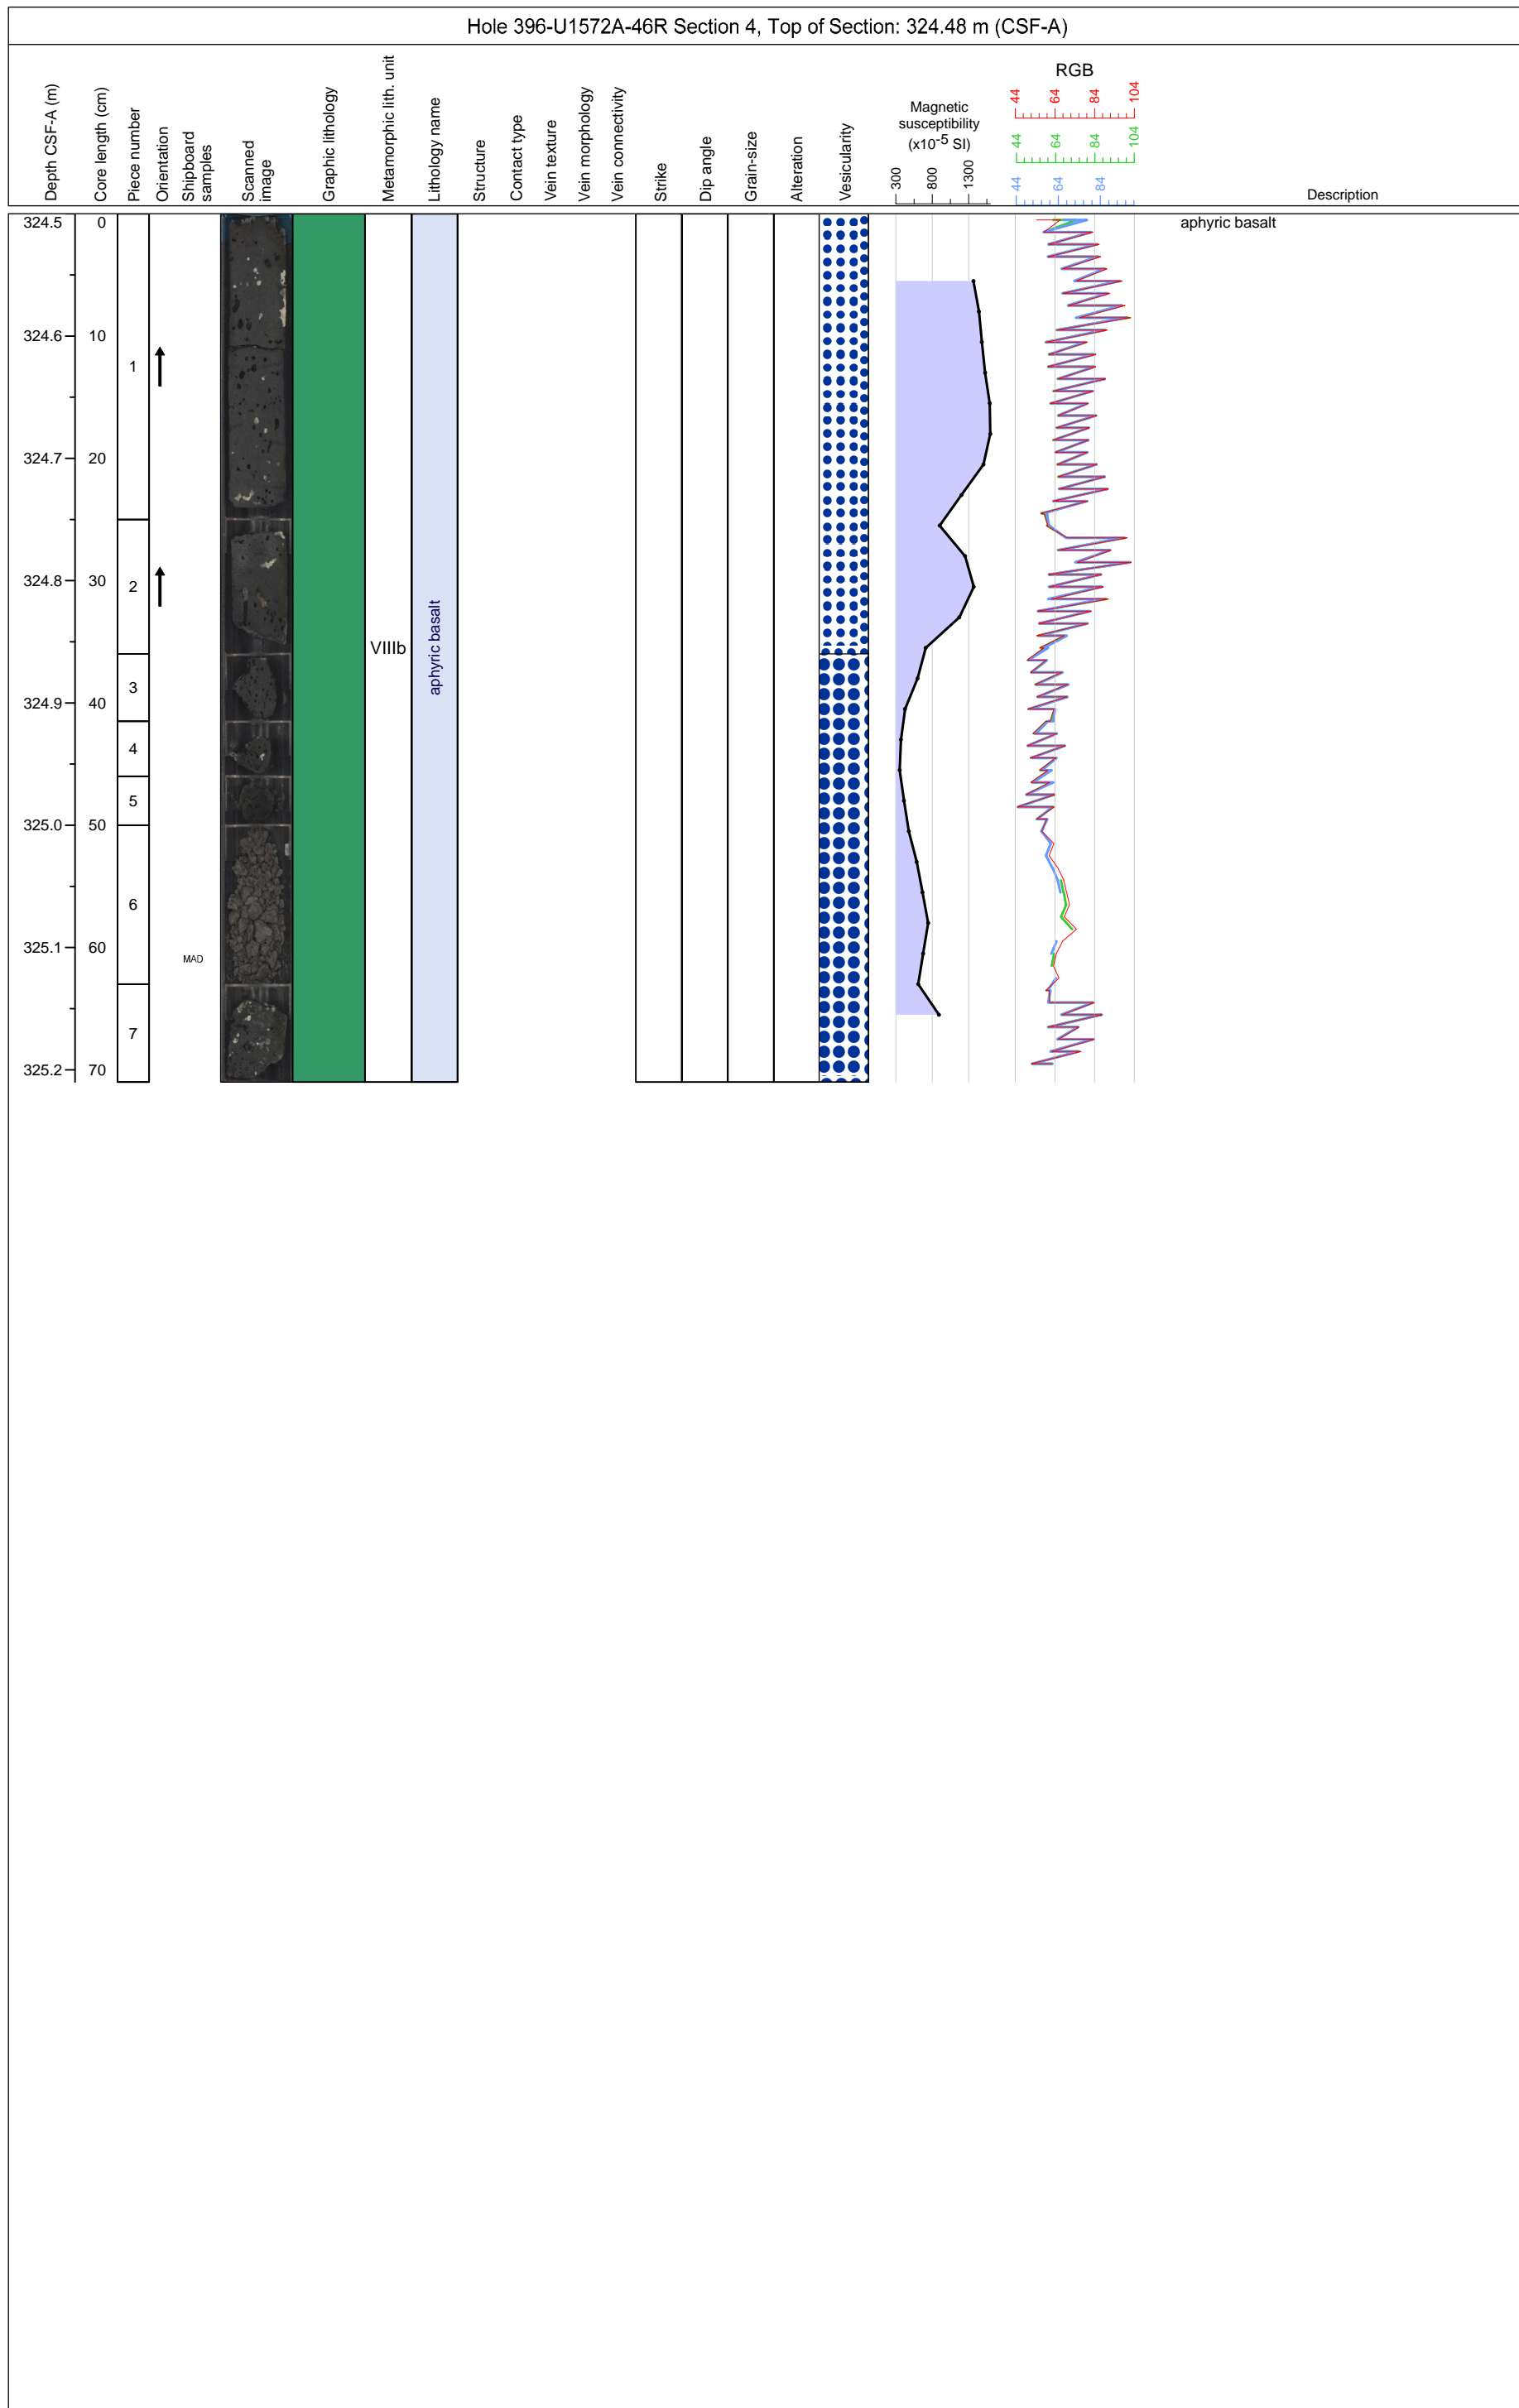 Hole 396-U1572A-46R Section 4, Top of Section: 324.48 m (CSF-A)
Depth CSF-A (m)
Core length (cm)
Piece number
Orientation
Shipboard
samples
Scanned
image
Graphic lithology
Metamorphic lith. unit
Lithology name
Structure
Contact type
Vein texture
Vein morphology
Vein connectivity
Strike
Dip angle
Grain-size
Alteration
Vesicularity
Magnetic
susceptibility
(x10-5 SI)
300 800 1300
RGB
44 64 84 104
44 64 84 104
44 64 84
Description
324.5 0
aphyric basalt
324.6 10
1
324.7 20
324.8 30
2
VIIIb
aphyric basalt
3
324.9 40
4
5
325.0 50
6
325.1 60
MAD
7
325.2 70